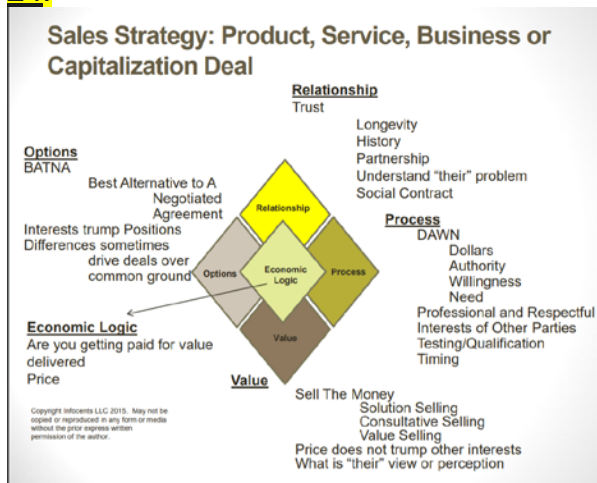 Sales Strategy: Product, Service, Business or
Capitalization Deal
Relationship
Trust
Longevity
History
Partnership
Understand “their” problem
Social Contract
Options
BATNA
Best Alternative to A
Negotiated
Agreement
Interests trump Positions
Differences sometimes
drive deals over
common ground
Relationship
Options
Economic
Logic
Process
Value
Process
DAWN
Dollars
Authority
Willingness
Need
Professional and Respectful
Interests of Other Parties
Testing/Qualification
Timing
Economic Logic
Are you getting paid for value
delivered
Price
Value
Sell The Money
Solution Selling
Consultative Selling
Value Selling
Price does not trump other interests
What is “their” view or perception
Copyright Infocents LLC 2015. May not be
copied or reproduced in any form or media
without the prior express written
permission of the author.